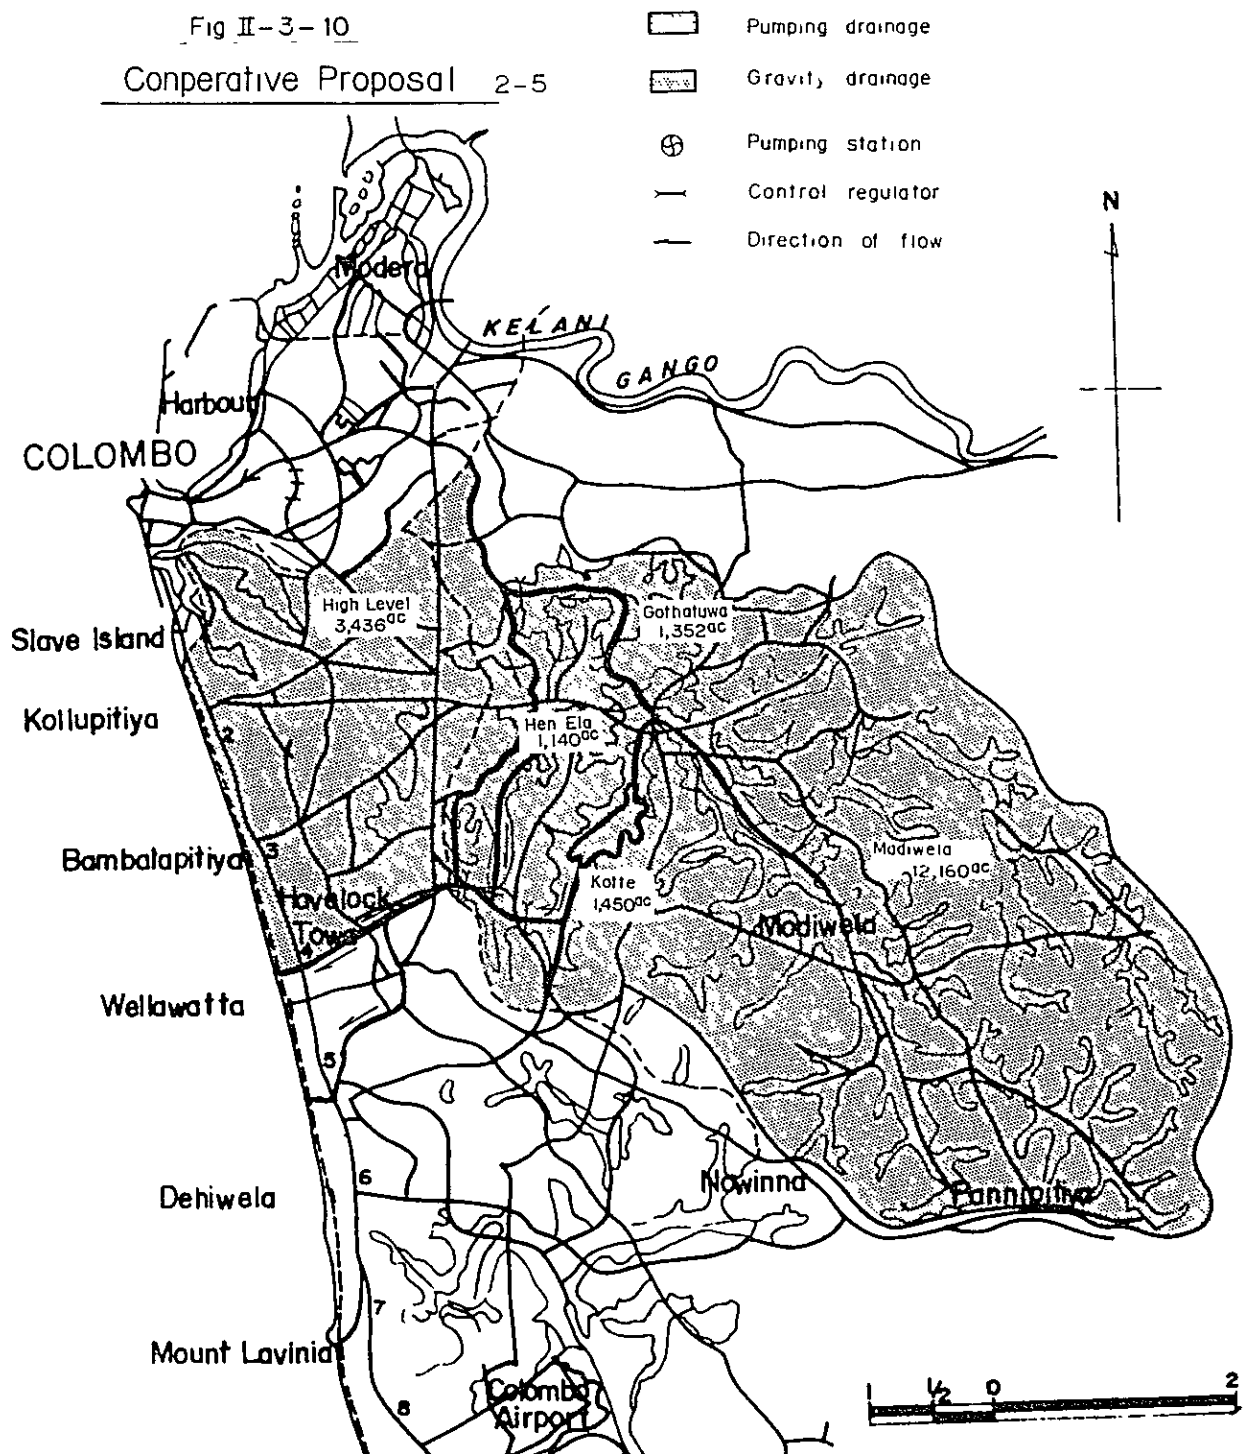 Fig II-3-10
Conperative Proposal 2-5
Pumping drainage
Gravity drainage
Pumping station
Control regulator
Direction of flow
N
Modera
KELANI
GANGO
Harbour
COLOMBO
High Level
3,436ac
Gothatuwa
1,352ac
Slave Island
Kollupitiya
2
Hen Ela
1,140ac
Bambalapitiya
3
Madiwela
12,160ac
Kotte
1,450ac
Havelock
Town
Madiwela
4
Wellawatta
5
6
Dehiwela
Nawinna
Pannipitiya
7
Mount Lavinia
8
Colombo
Airport
1 1/2 0 2